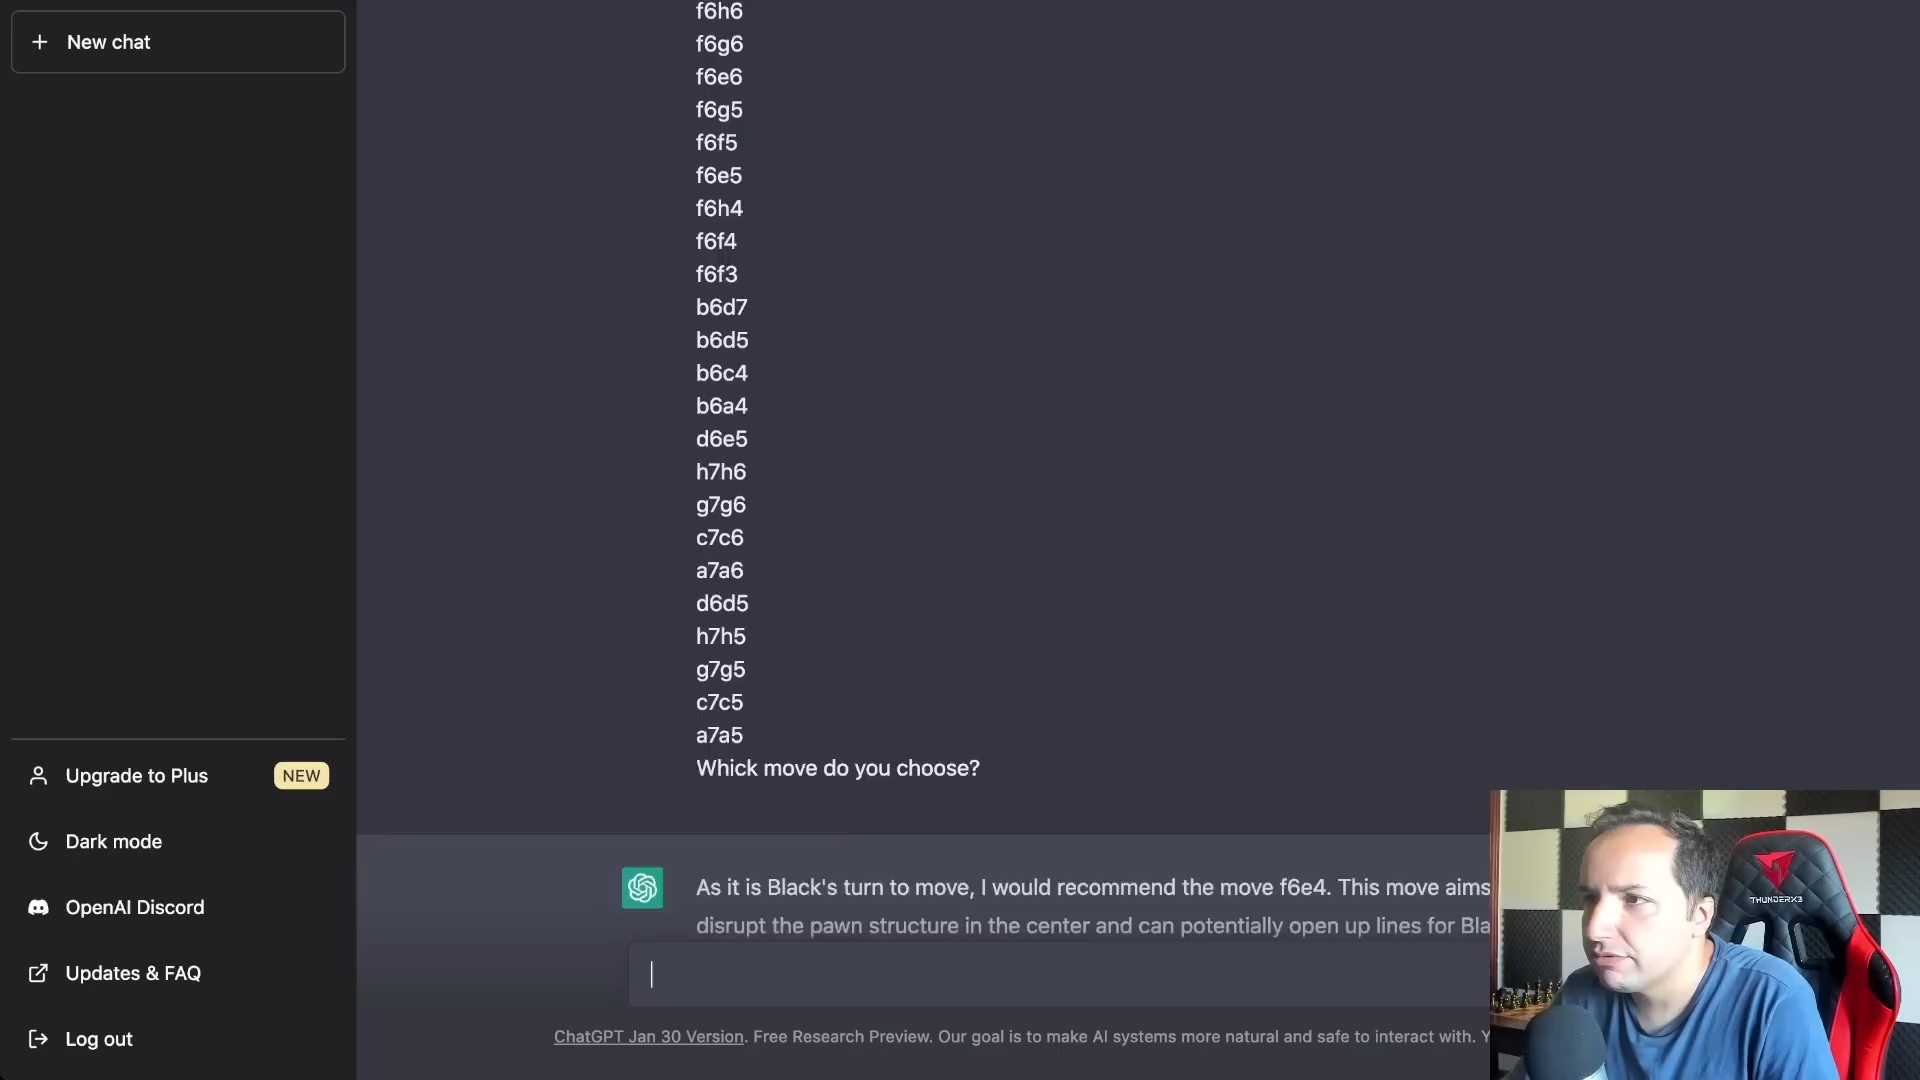 New chat
f6h6
f6g6
f6e6
f6g5
f6f5
f6e5
f6h4
f6f4
f6f3
b6d7
b6d5
b6c4
b6a4
d6e5
h7h6
g7g6
c7c6
a7a6
d6d5
h7h5
g7g5
c7c5
a7a5
Whick move do you choose?
As it is Black's turn to move, I would recommend the move f6e4. This move aims
disrupt the pawn structure in the center and can potentially open up lines for Bla
Upgrade to Plus NEW
Dark mode
OpenAI Discord
Updates & FAQ
Log out
ChatGPT Jan 30 Version. Free Research Preview. Our goal is to make AI systems more natural and safe to interact with. Y
THUNDERX3